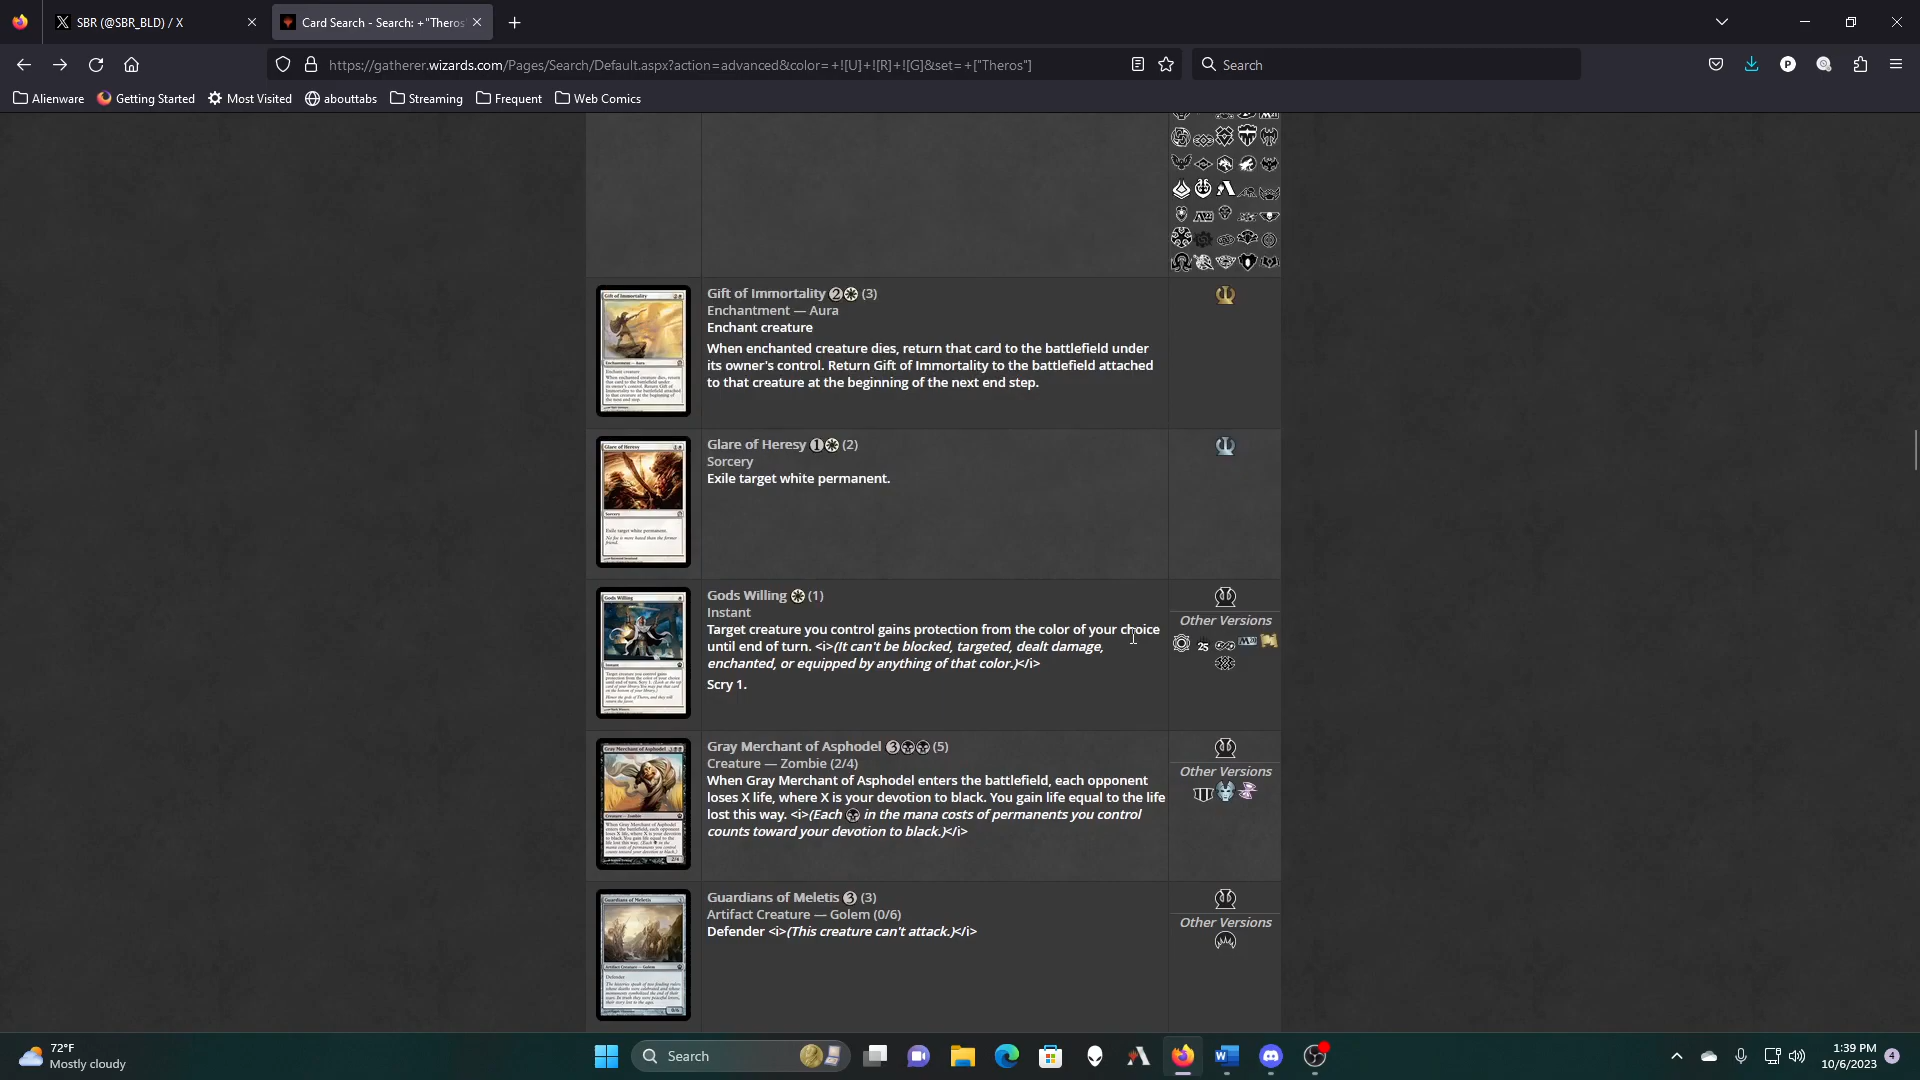 SBR (@SBR_BLD) / X
Card Search - Search: +"Theros
https://gatherer.wizards.com/Pages/Search/Default.aspx?action=advanced&color=+![U]+![R]+![G]&set=+["Theros"]
Search
Alienware
Getting Started
Most Visited
abouttabs
Streaming
Frequent
Web Comics
Gift of Immortality 2 (3)
Enchantment — Aura
Enchant creature
When enchanted creature dies, return that card to the battlefield under
its owner's control. Return Gift of Immortality to the battlefield attached
to that creature at the beginning of the next end step.
Glare of Heresy 1 (2)
Sorcery
Exile target white permanent.
Gods Willing (1)
Instant
Target creature you control gains protection from the color of your choice
until end of turn. <i>(It can't be blocked, targeted, dealt damage,
enchanted, or equipped by anything of that color.)</i>
Scry 1.
Other Versions
25
Gray Merchant of Asphodel 3 (5)
Creature — Zombie (2/4)
When Gray Merchant of Asphodel enters the battlefield, each opponent
loses X life, where X is your devotion to black. You gain life equal to the life
lost this way. <i>(Each in the mana costs of permanents you control
counts toward your devotion to black.)</i>
Other Versions
Guardians of Meletis 3 (3)
Artifact Creature — Golem (0/6)
Defender <i>(This creature can't attack.)</i>
Other Versions
72°F
Mostly cloudy
Search
1:39 PM
10/6/2023
4